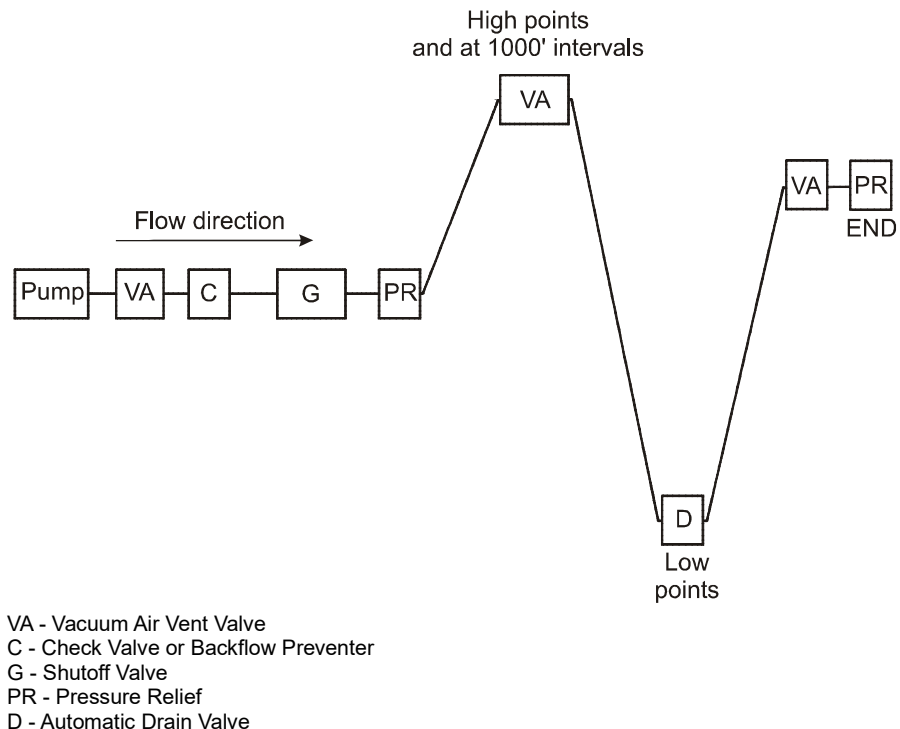 High points
and at 1000' intervals
VA
Flow direction
VA PR
END
Pump VA C G PR
D
Low
points
VA - Vacuum Air Vent Valve
C - Check Valve or Backflow Preventer
G - Shutoff Valve
PR - Pressure Relief
D - Automatic Drain Valve